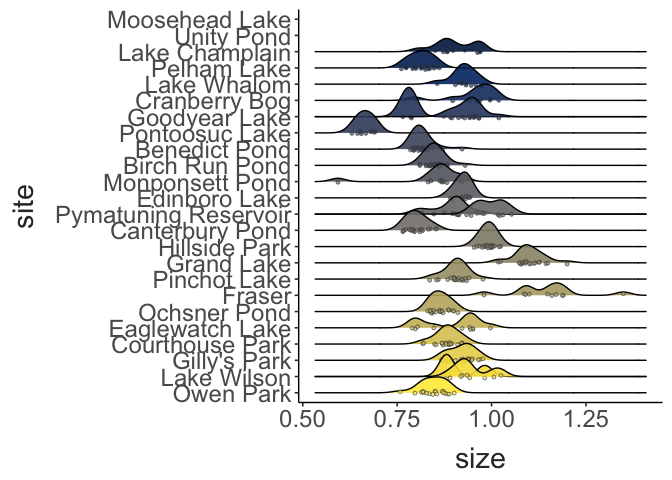 Moosehead Lake
Unity Pond
Lake Champlain
Pelham Lake
Lake Whalom
Cranberry Bog
Goodyear Lake
Pontoosuc Lake
Benedict Pond
Birch Run Pond
Monponsett Pond
Edinboro Lake
Pymatuning Reservoir
Canterbury Pond
Hillside Park
Grand Lake
Pinchot Lake
Fraser
Ochsner Pond
Eaglewatch Lake
Courthouse Park
Gilly's Park
Lake Wilson
Owen Park
site
0.50 0.75 1.00 1.25
size